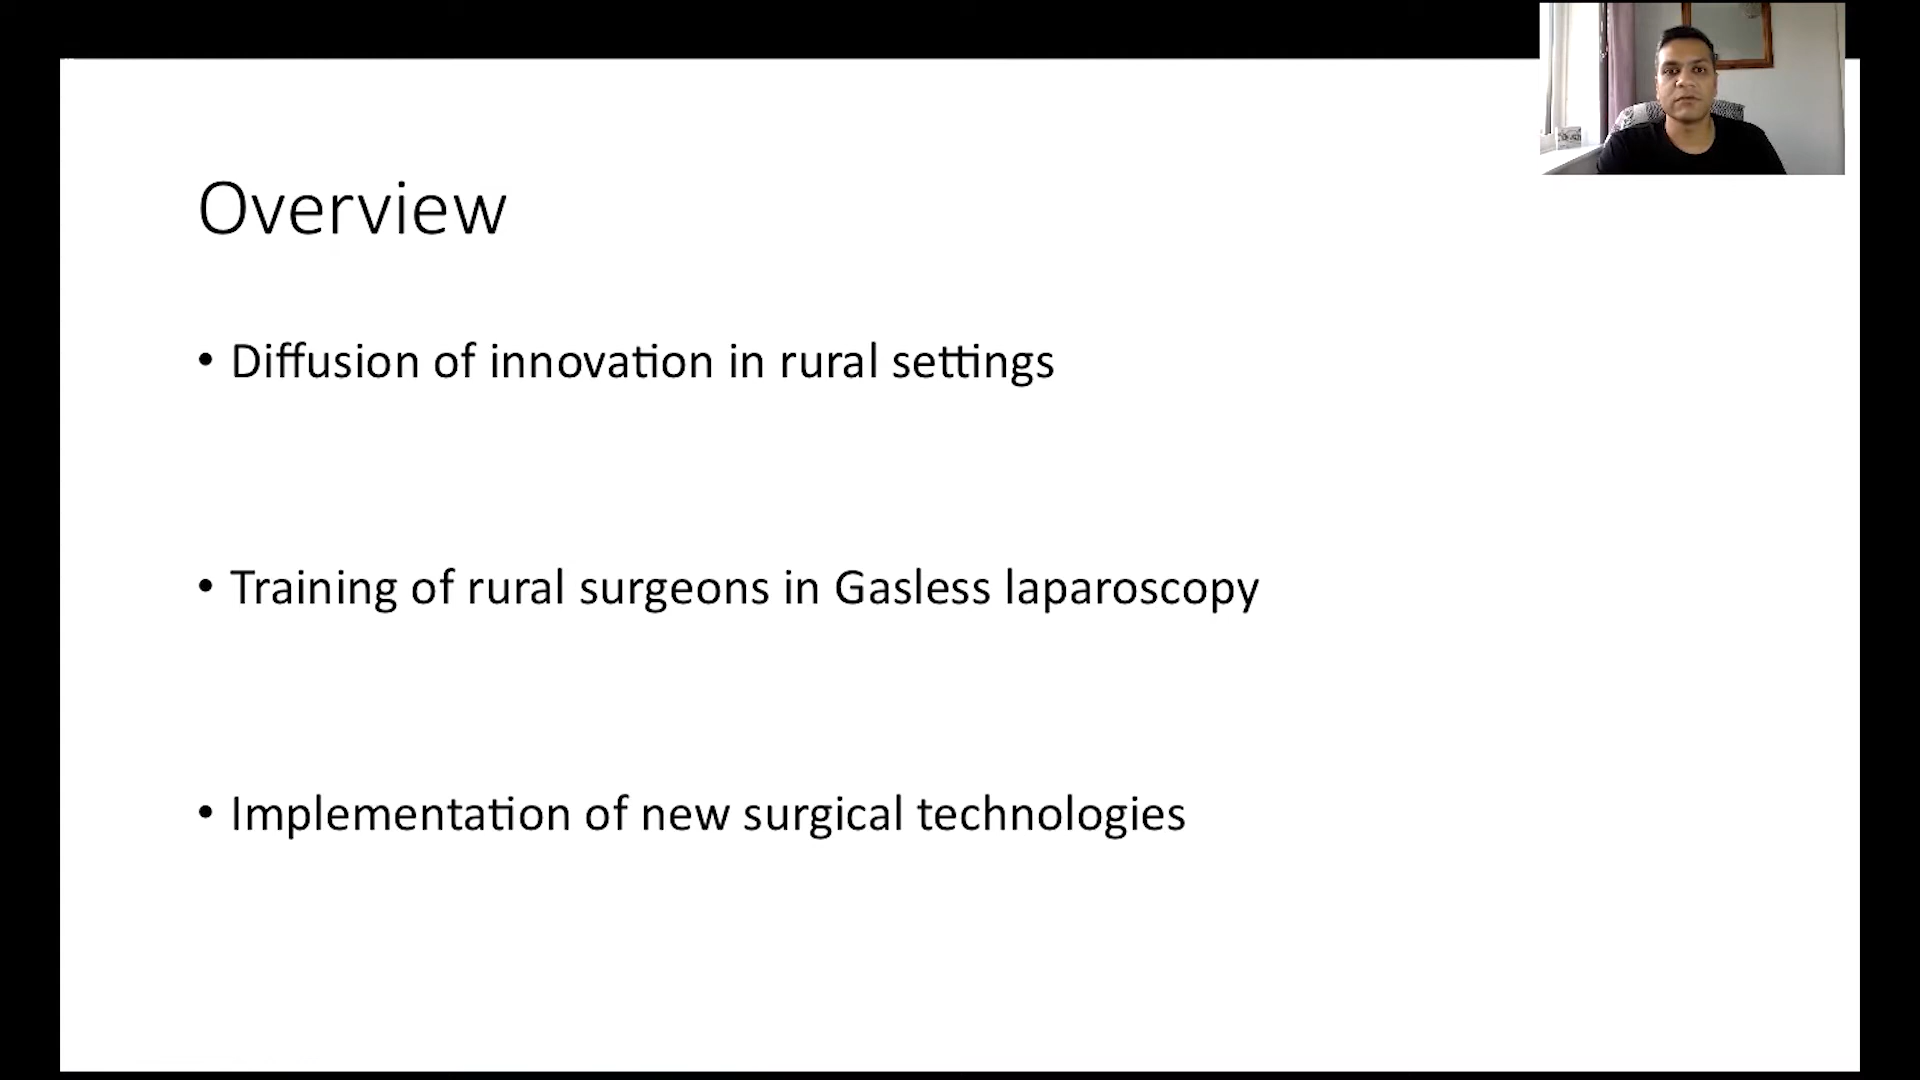 Overview
• Diffusion of innovation in rural settings
• Training of rural surgeons in Gasless laparoscopy
• Implementation of new surgical technologies